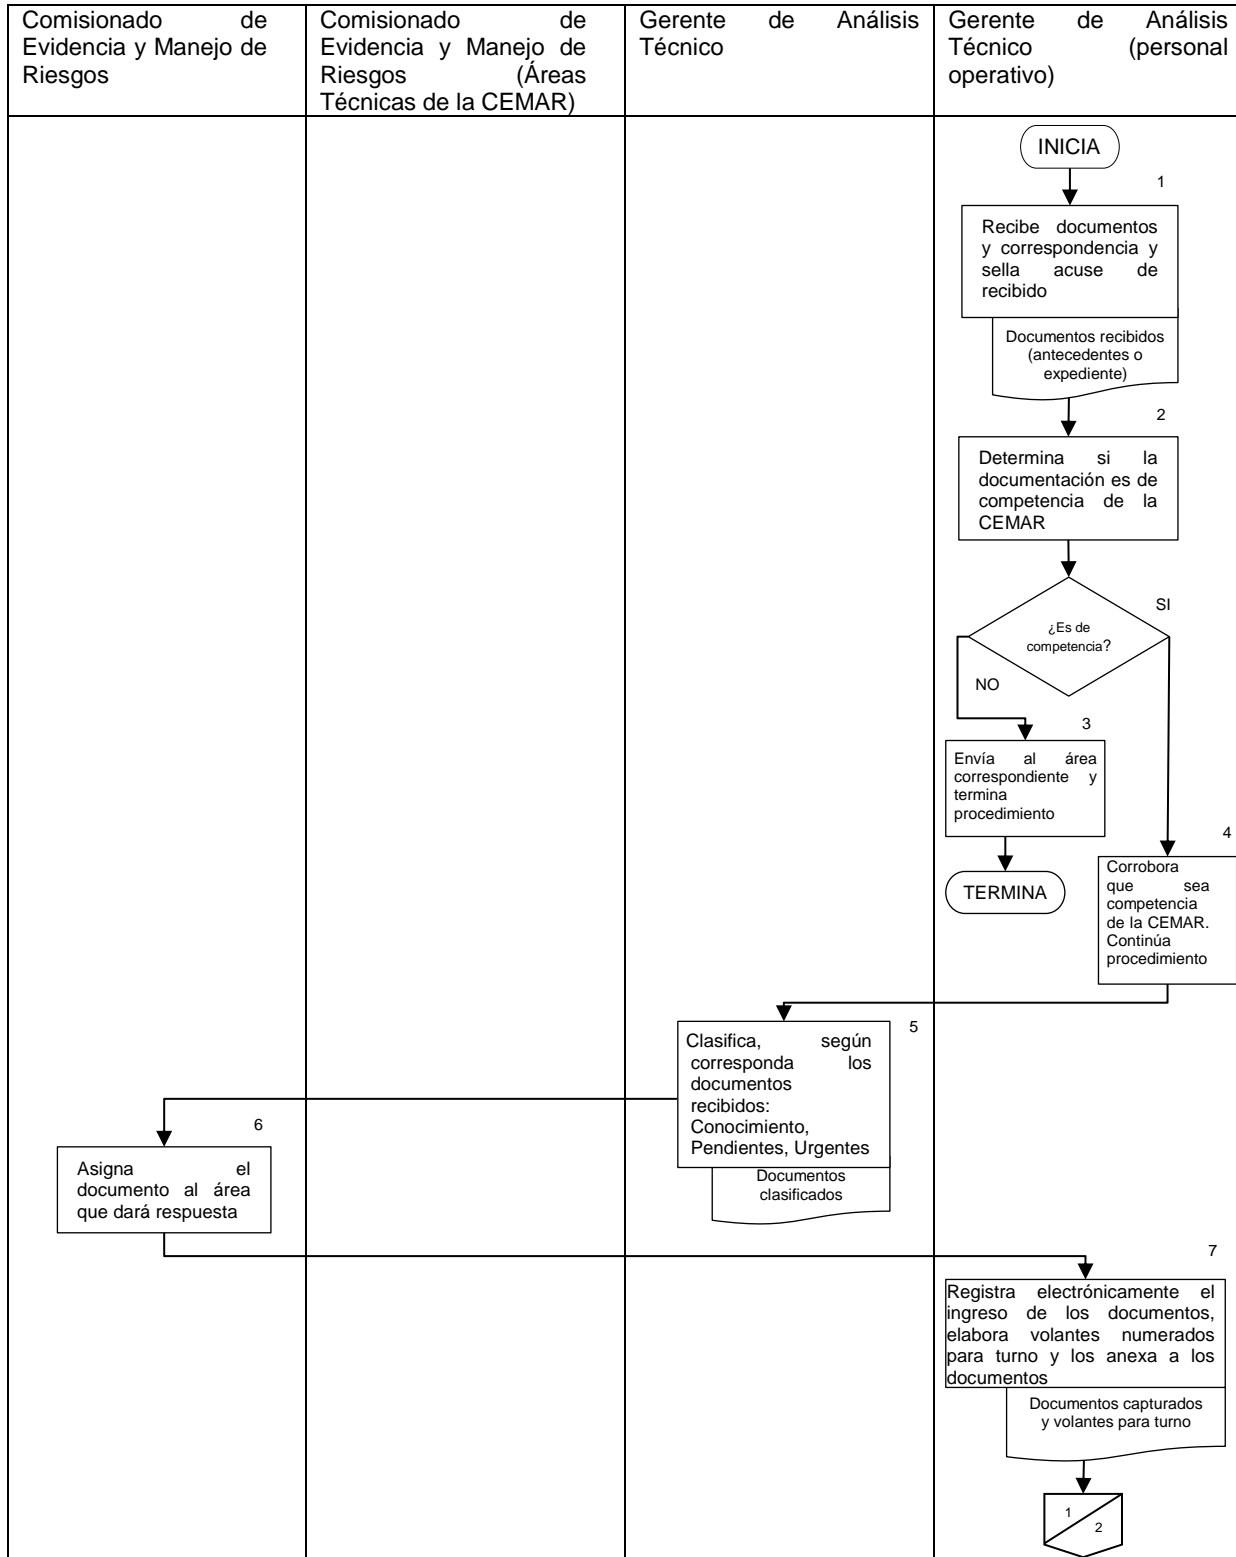 Comisionado de
Evidencia y Manejo de
Riesgos
Comisionado de
Evidencia y Manejo de
Riesgos (Áreas
Técnicas de la CEMAR)
Gerente de Análisis
Técnico
Gerente de Análisis
Técnico (personal
operativo)
INICIA
1
Recibe documentos
y correspondencia y
sella acuse de
recibido
Documentos recibidos
(antecedentes o
expediente)
2
Determina si la
documentación es de
competencia de la
CEMAR
¿Es de
competencia?
SI
NO
3
Envía al área
correspondiente y
termina
procedimiento
TERMINA
4
Corrobora
que sea
competencia
de la CEMAR.
Continúa
procedimiento
5
Clasifica, según
corresponda los
documentos
recibidos:
Conocimiento,
Pendientes, Urgentes
Documentos
clasificados
6
Asigna el
documento al área
que dará respuesta
7
Registra electrónicamente el
ingreso de los documentos,
elabora volantes numerados
para turno y los anexa a los
documentos
Documentos capturados
y volantes para turno
1
2